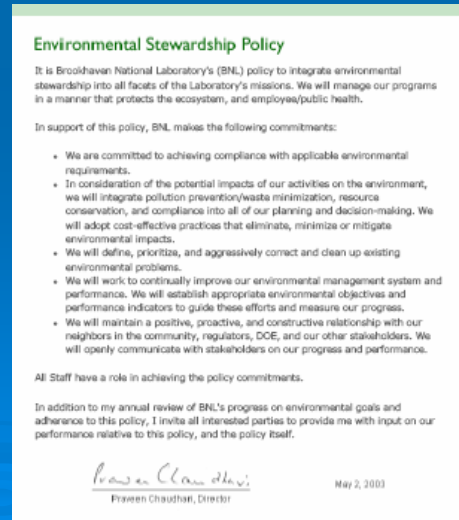 Environmental Stewardship Policy
It is Brookhaven National Laboratory's (BNL) policy to integrate environmental
stewardship into all facets of the Laboratory's missions. We will manage our programs
in a manner that protects the ecosystem, and employee/public health.
In support of this policy, BNL makes the following commitments:
• We are committed to achieving compliance with applicable environmental
requirements.
• In consideration of the potential impacts of our activities on the environment,
we will integrate pollution prevention/waste minimization, resource
conservation, and compliance into all of our planning and decision-making. We
will adopt cost-effective practices that eliminate, minimize or mitigate
environmental impacts.
• We will define, prioritize, and aggressively correct and clean up existing
environmental problems.
• We will work to continually improve our environmental management system and
performance. We will establish appropriate environmental objectives and
performance indicators to guide these efforts and measure our progress.
• We will maintain a positive, proactive, and constructive relationship with our
neighbors in the community, regulators, DOE, and our other stakeholders. We
will openly communicate with stakeholders on our progress and performance.
All Staff have a role in achieving the policy commitments.
In addition to my annual review of BNL's progress on environmental goals and
adherence to this policy, I invite all interested parties to provide me with input on our
performance relative to this policy, and the policy itself.
Praveen Chaudhari
Praveen Chaudhari, Director
May 2, 2003